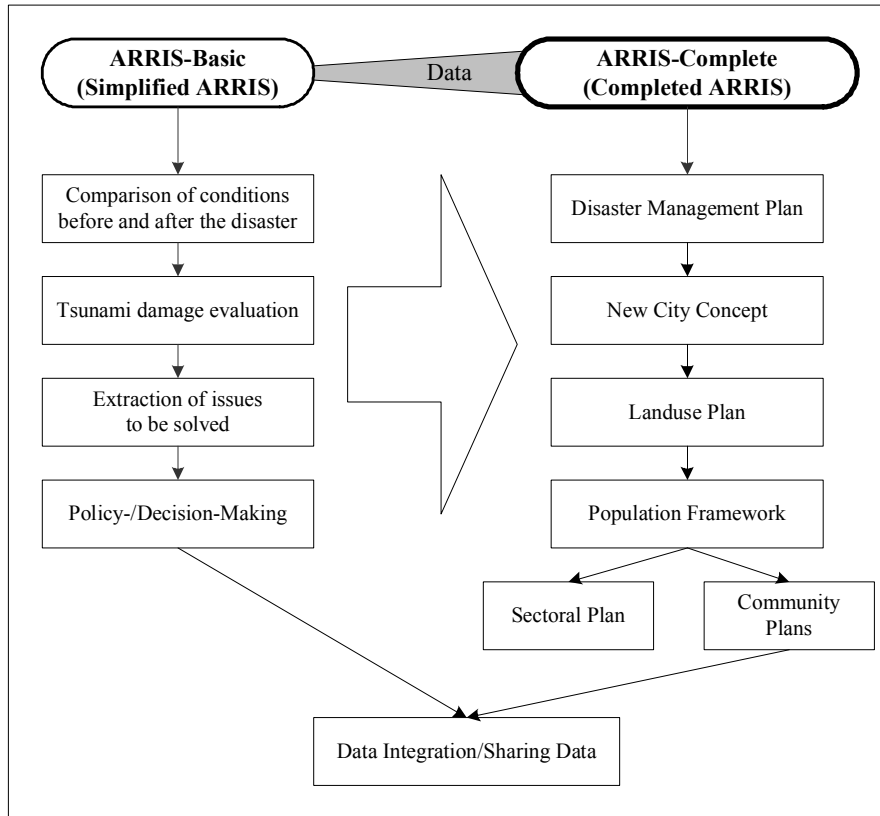 ARRIS-Basic
(Simplified ARRIS)
Data
ARRIS-Complete
(Completed ARRIS)
Comparison of conditions
before and after the disaster
Tsunami damage evaluation
Extraction of issues
to be solved
Policy-/Decision-Making
Disaster Management Plan
New City Concept
Landuse Plan
Population Framework
Sectoral Plan
Community
Plans
Data Integration/Sharing Data